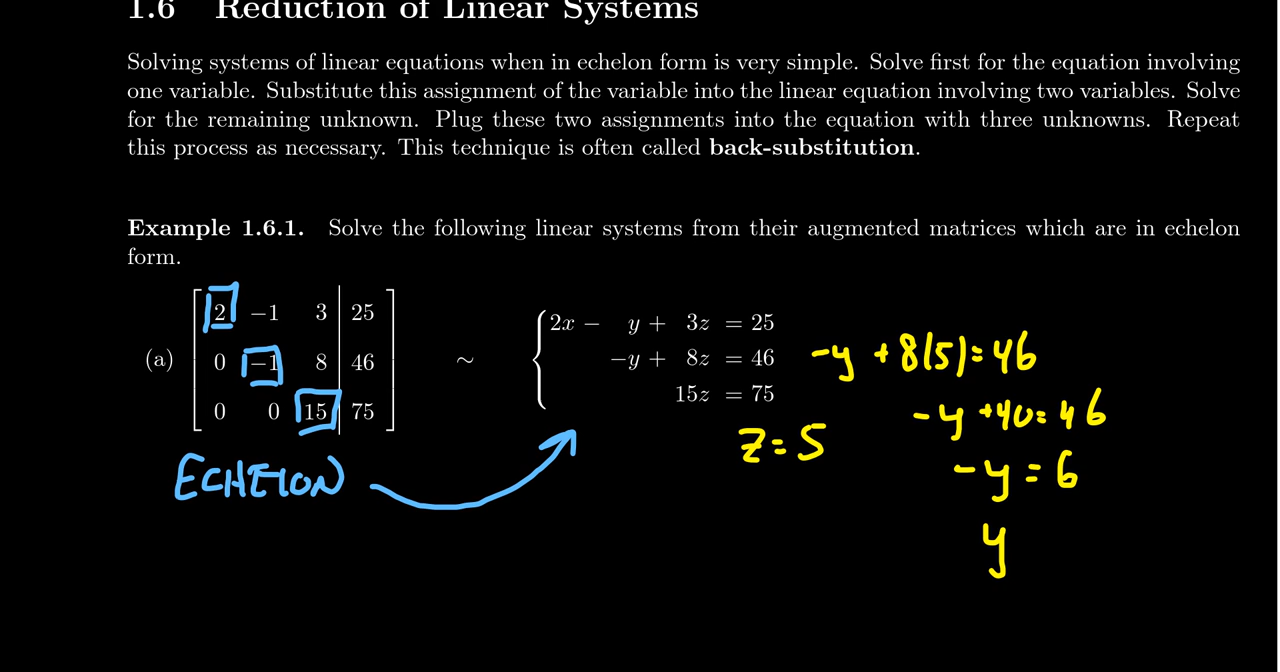 1.6 Reduction of Linear Systems
Solving systems of linear equations when in echelon form is very simple. Solve first for the equation involving
one variable. Substitute this assignment of the variable into the linear equation involving two variables. Solve
for the remaining unknown. Plug these two assignments into the equation with three unknowns. Repeat
this process as necessary. This technique is often called back-substitution.
Example 1.6.1. Solve the following linear systems from their augmented matrices which are in echelon
form.
(a) [ 2 −1 3 | 25 ]
[ 0 −1 8 | 46 ]
[ 0 0 15 | 75 ]
~
2x − y + 3z = 25
−y + 8z = 46
15z = 75
z = 5
-y + 8(5) = 46
-y + 40 = 46
-y = 6
y
ECHELON